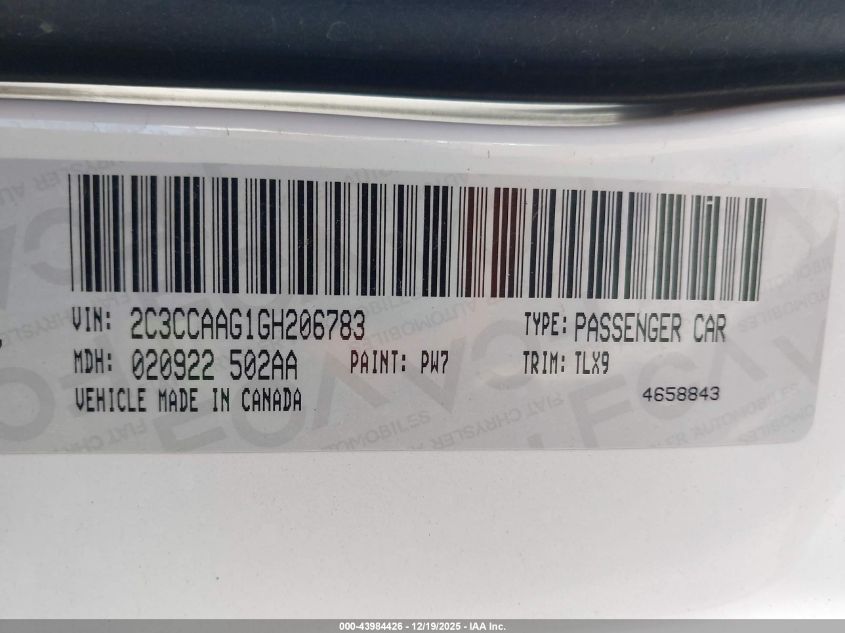 VIN: 2C3CCAAG1GH206783 TYPE: PASSENGER CAR
MDH: 020922 502AA PAINT: PW7 TRIM: TLX9
VEHICLE MADE IN CANADA 4658843
000-43984426 - 12/19/2025 - IAA Inc.